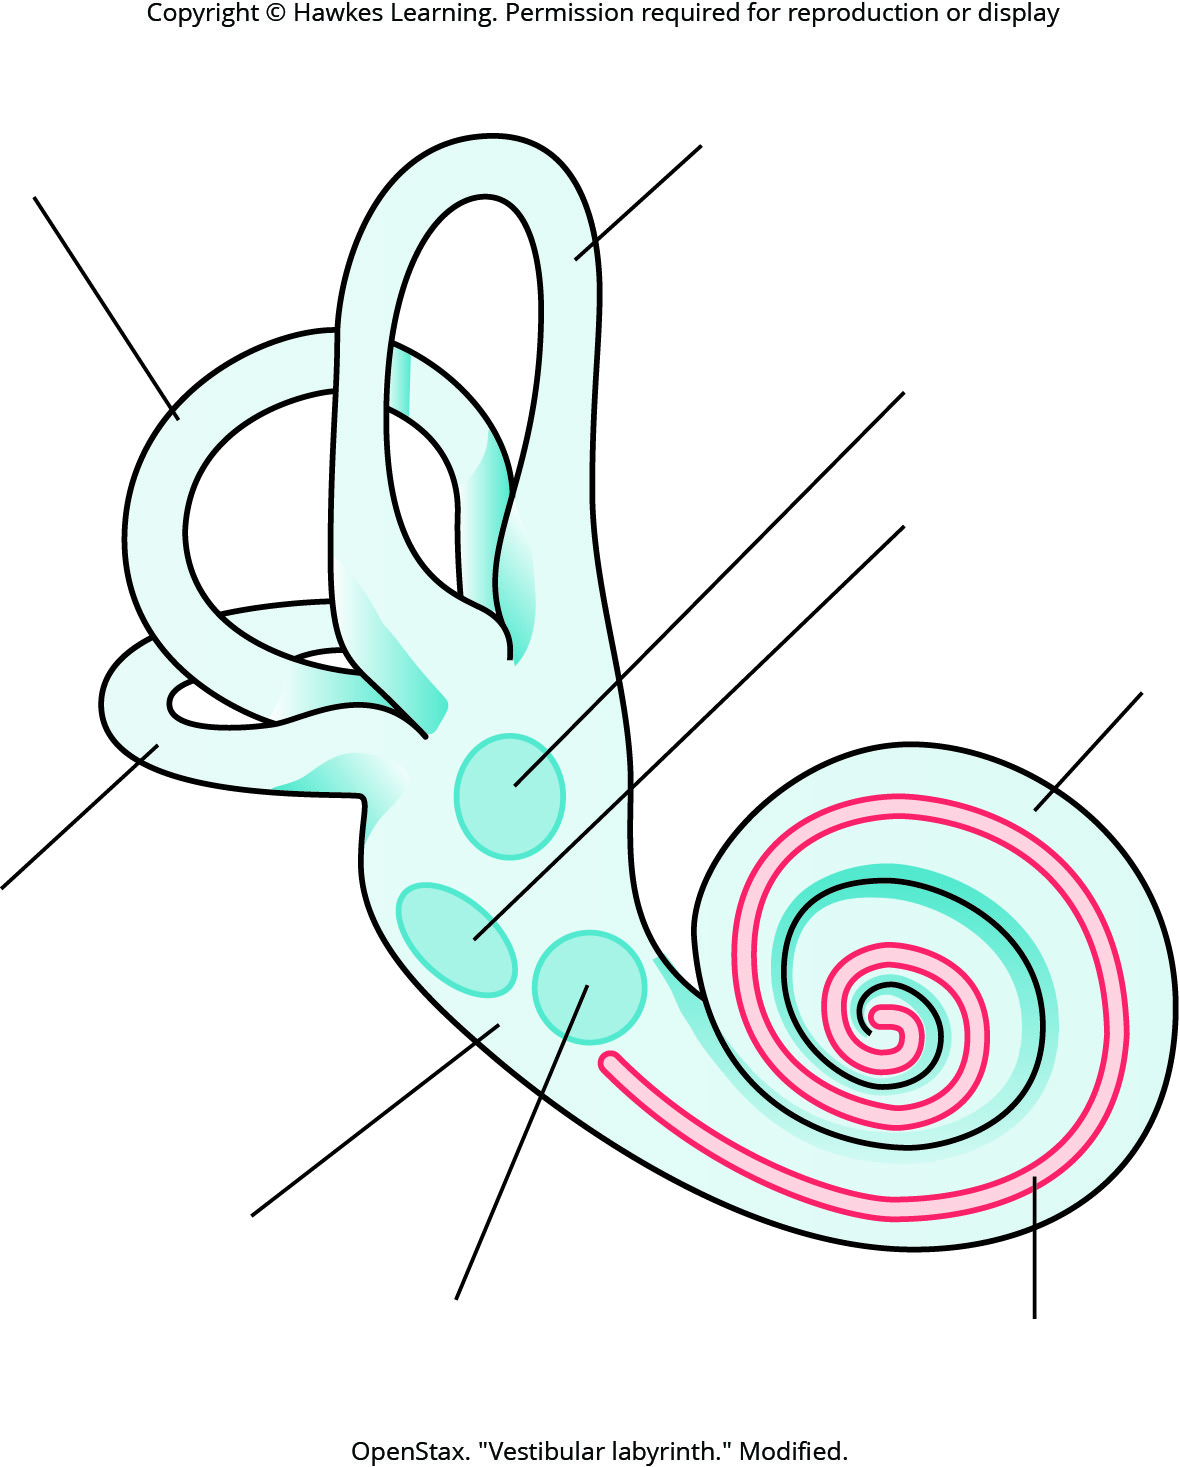 Copyright © Hawkes Learning. Permission required for reproduction or display
OpenStax. "Vestibular labyrinth." Modified.